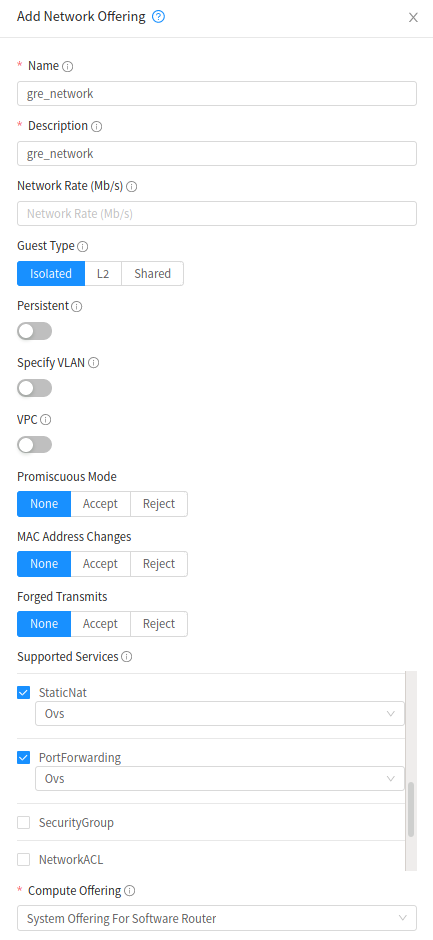 Add Network Offering
* Name
gre_network
* Description
gre_network
Network Rate (Mb/s)
Network Rate (Mb/s)
Guest Type
Isolated L2 Shared
Persistent
Specify VLAN
VPC
Promiscuous Mode
None Accept Reject
MAC Address Changes
None Accept Reject
Forged Transmits
None Accept Reject
Supported Services
StaticNat
Ovs
PortForwarding
Ovs
SecurityGroup
NetworkACL
* Compute Offering
System Offering For Software Router